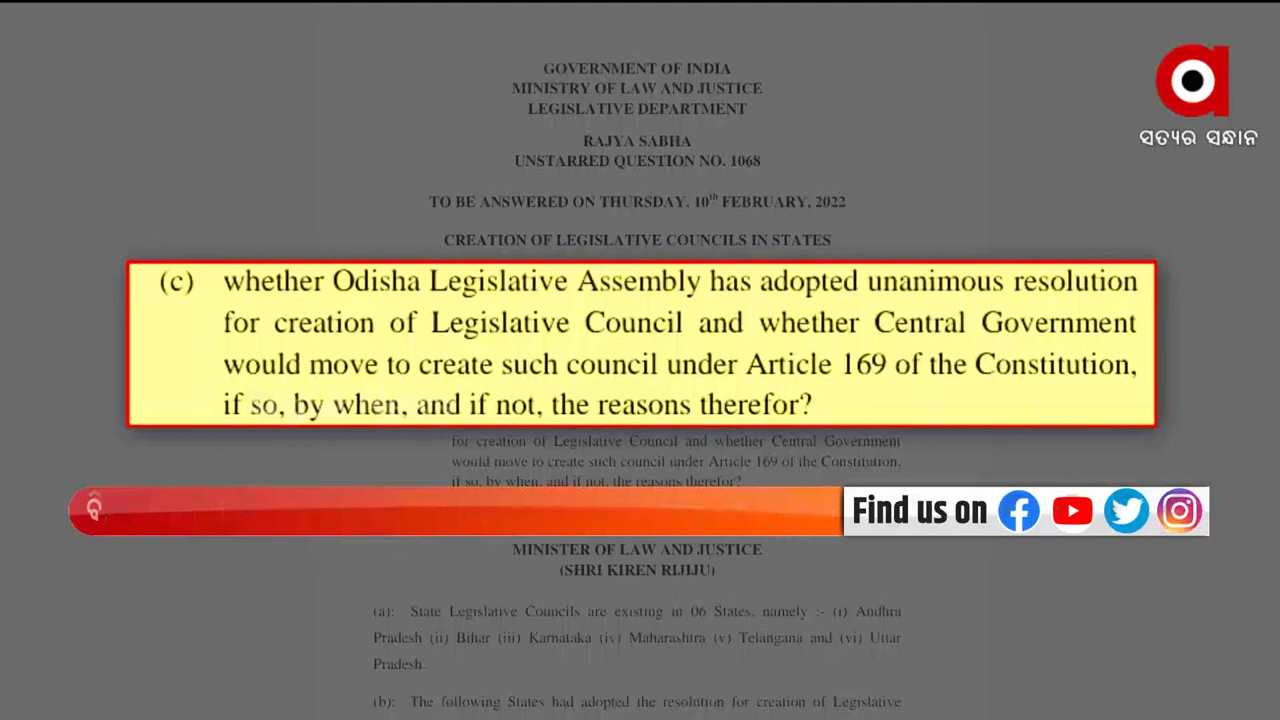 GOVERNMENT OF INDIA
MINISTRY OF LAW AND JUSTICE
LEGISLATIVE DEPARTMENT
ସତ୍ୟର ସନ୍ଧାନ
RAJYA SABHA
UNSTARRED QUESTION NO. 1068
TO BE ANSWERED ON THURSDAY, 10th FEBRUARY, 2022
CREATION OF LEGISLATIVE COUNCILS IN STATES
(c) whether Odisha Legislative Assembly has adopted unanimous resolution
for creation of Legislative Council and whether Central Government
would move to create such council under Article 169 of the Constitution,
if so, by when, and if not, the reasons therefor?
for creation of Legislative Council and whether Central Government
would move to create such council under Article 169 of the Constitution,
if so, by when, and if not, the reasons therefor?
Find us on
MINISTER OF LAW AND JUSTICE
(SHRI KIREN RIJIJU)
(a): State Legislative Councils are existing in 06 States, namely :- (i) Andhra
Pradesh (ii) Bihar (iii) Karnataka (iv) Maharashtra (v) Telangana and (vi) Uttar
Pradesh.
(b): The following States had adopted the resolution for creation of Legislative